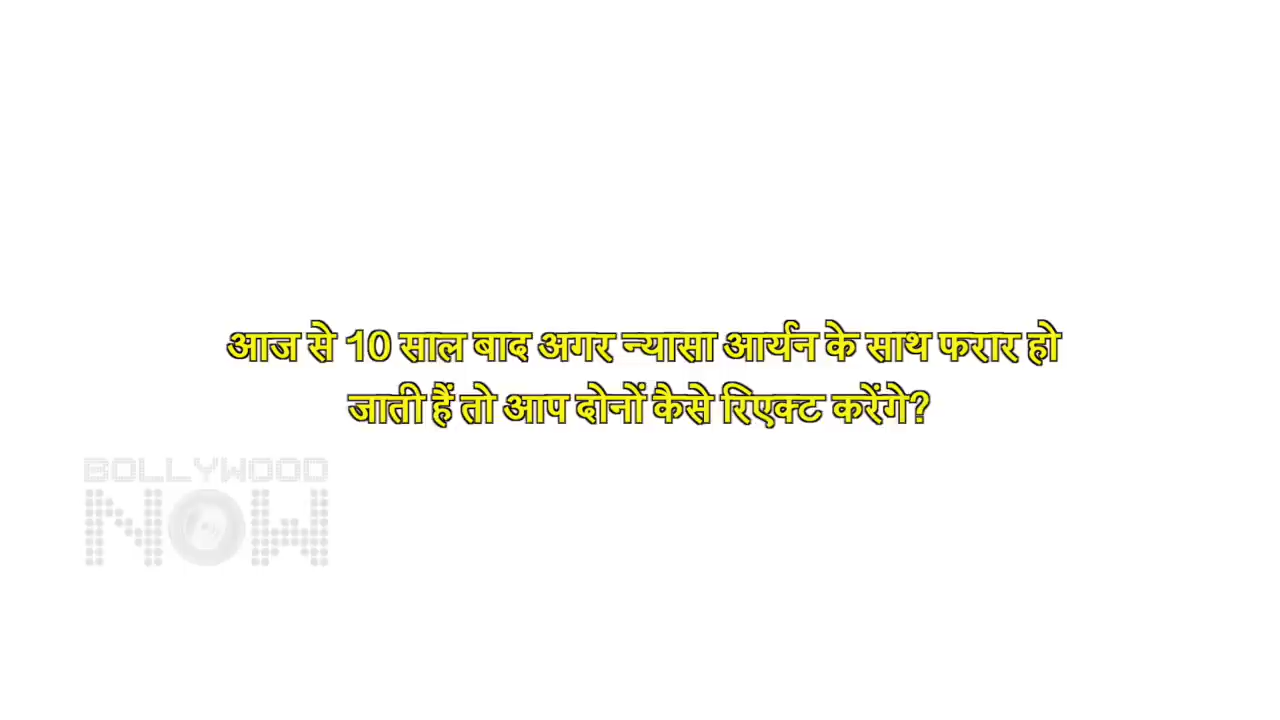 आज से 10 साल बाद अगर न्यासा आर्यन के साथ फरार हो
जाती हैं तो आप दोनों कैसे रिएक्ट करेंगे?
BOLLYWOOD
NOW